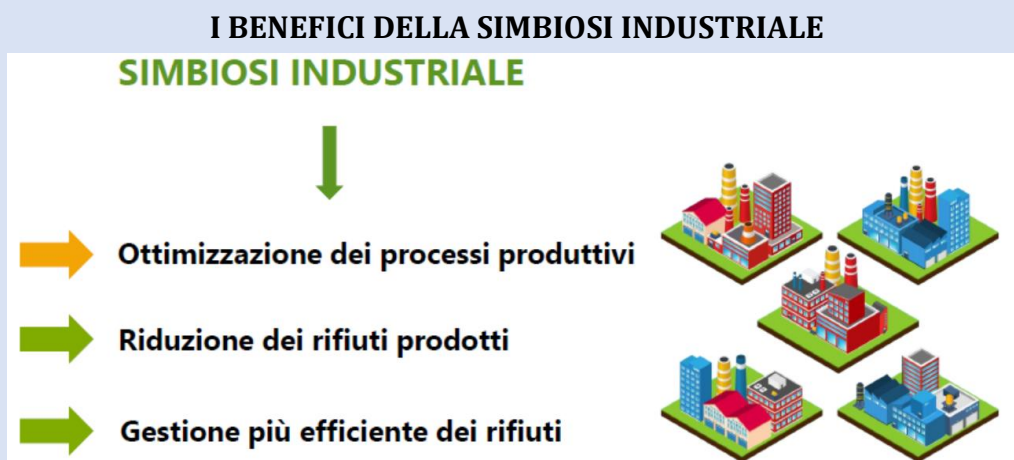 I BENEFICI DELLA SIMBIOSI INDUSTRIALE
SIMBIOSI INDUSTRIALE
Ottimizzazione dei processi produttivi
Riduzione dei rifiuti prodotti
Gestione più efficiente dei rifiuti